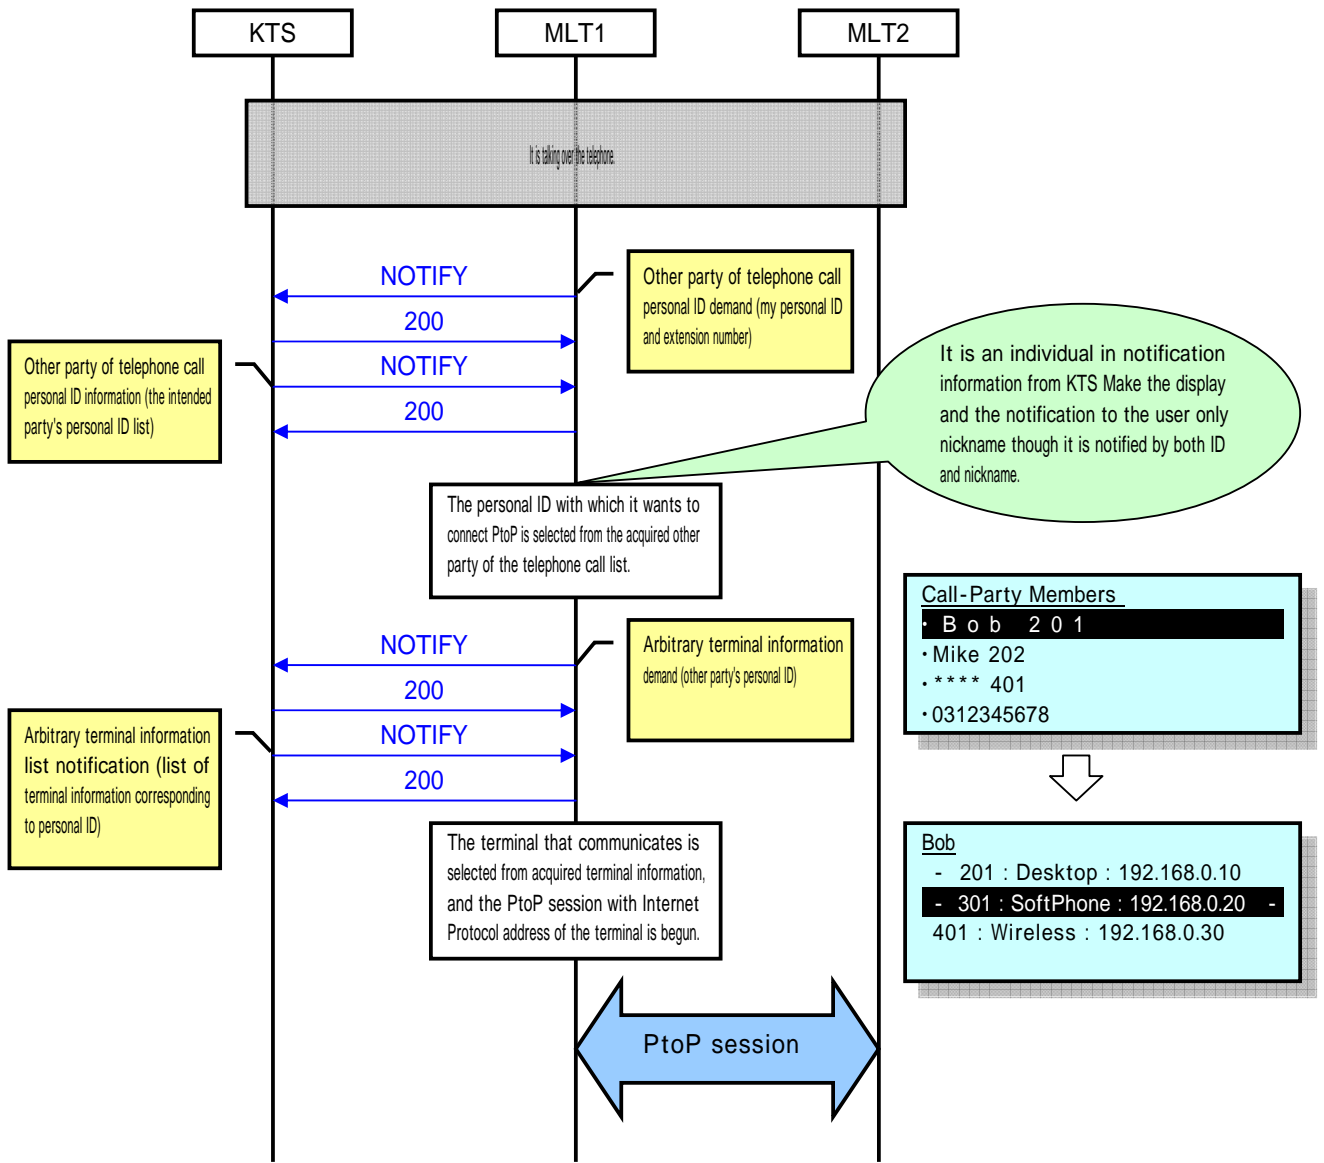 KTS
MLT1
MLT2
It is talking over the telephone.
NOTIFY
200
NOTIFY
200
Other party of telephone call
personal ID demand (my personal ID
and extension number)
Other party of telephone call
personal ID information (the intended
party's personal ID list)
It is an individual in notification
information from KTS Make the display
and the notification to the user only
nickname though it is notified by both ID
and nickname.
The personal ID with which it wants to
connect PtoP is selected from the acquired other
party of the telephone call list.
NOTIFY
200
NOTIFY
200
Arbitrary terminal information
demand (other party's personal ID)
Arbitrary terminal information
list notification (list of
terminal information corresponding
to personal ID)
Call-Party Members
・Bob 201
・Mike 202
・**** 401
・0312345678
The terminal that communicates is
selected from acquired terminal information,
and the PtoP session with Internet
Protocol address of the terminal is begun.
Bob
- 201 : Desktop : 192.168.0.10
- 301 : SoftPhone : 192.168.0.20 -
401 : Wireless : 192.168.0.30
PtoP session